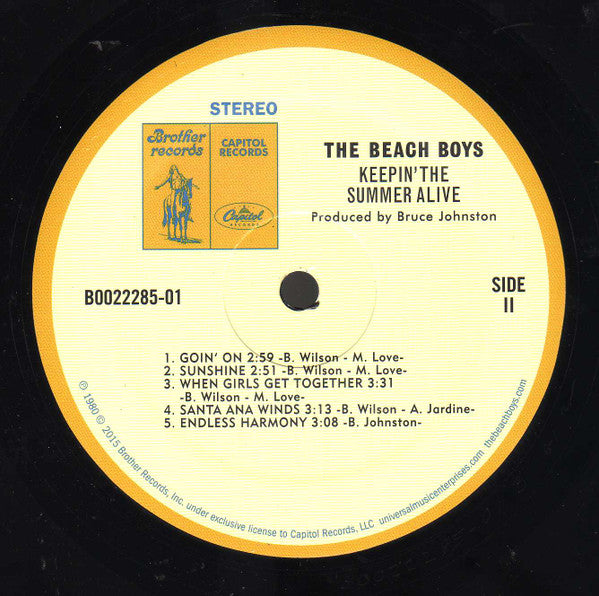 STEREO
Brother
records
CAPITOL
RECORDS
Capitol
RECORDS
THE BEACH BOYS
KEEPIN' THE
SUMMER ALIVE
Produced by Bruce Johnston
B0022285-01
SIDE
II
1. GOIN' ON 2:59 -B. Wilson - M. Love-
2. SUNSHINE 2:51 -B. Wilson - M. Love-
3. WHEN GIRLS GET TOGETHER 3:31
-B. Wilson - M. Love-
4. SANTA ANA WINDS 3:13 -B. Wilson - A. Jardine-
5. ENDLESS HARMONY 3:08 -B. Johnston-
℗ 1980 © 2015 Brother Records, Inc. under exclusive license to Capitol Records, LLC universalmusicenterprises.com thebeachboys.com